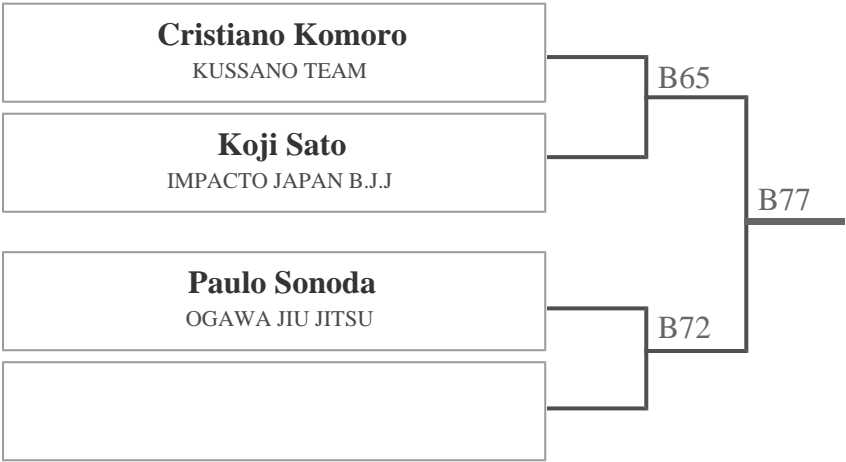 Cristiano Komoro
KUSSANO TEAM
B65
Koji Sato
IMPACTO JAPAN B.J.J
B77
Paulo Sonoda
OGAWA JIU JITSU
B72